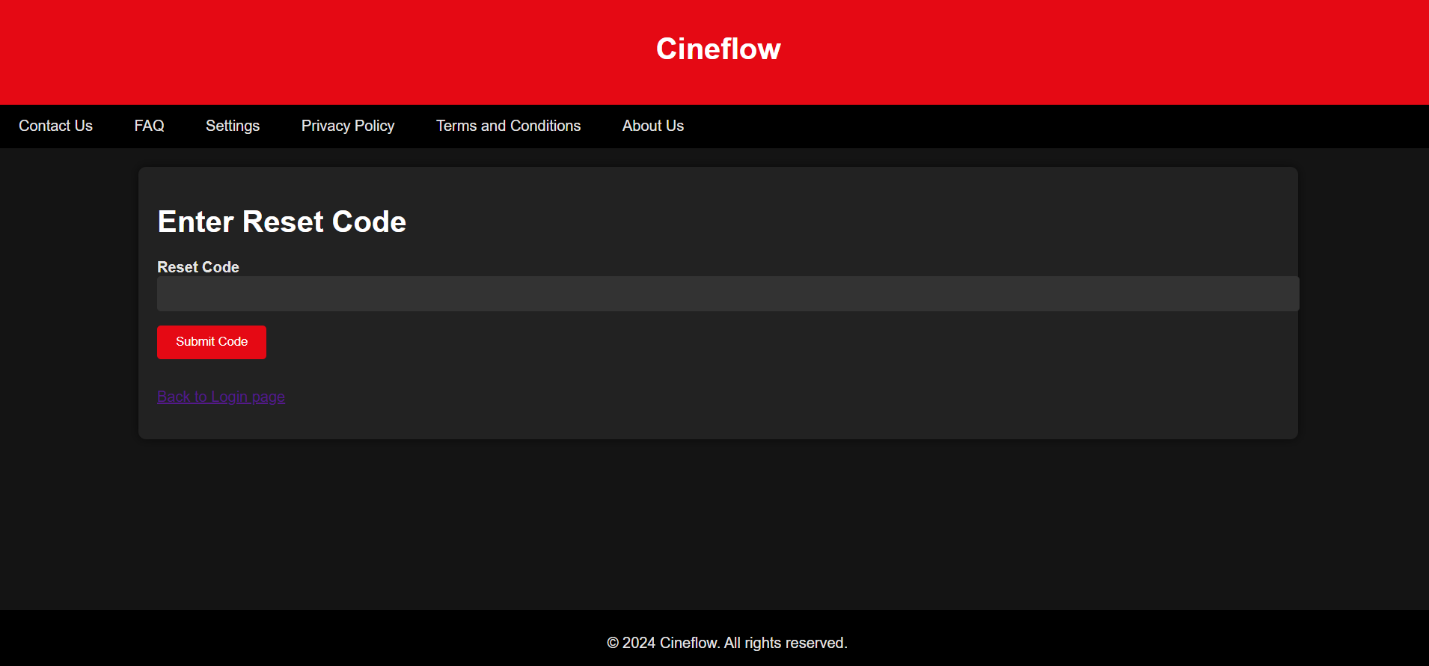 Cineflow
Contact Us FAQ Settings Privacy Policy Terms and Conditions About Us
Enter Reset Code
Reset Code
Submit Code
Back to Login page
© 2024 Cineflow. All rights reserved.